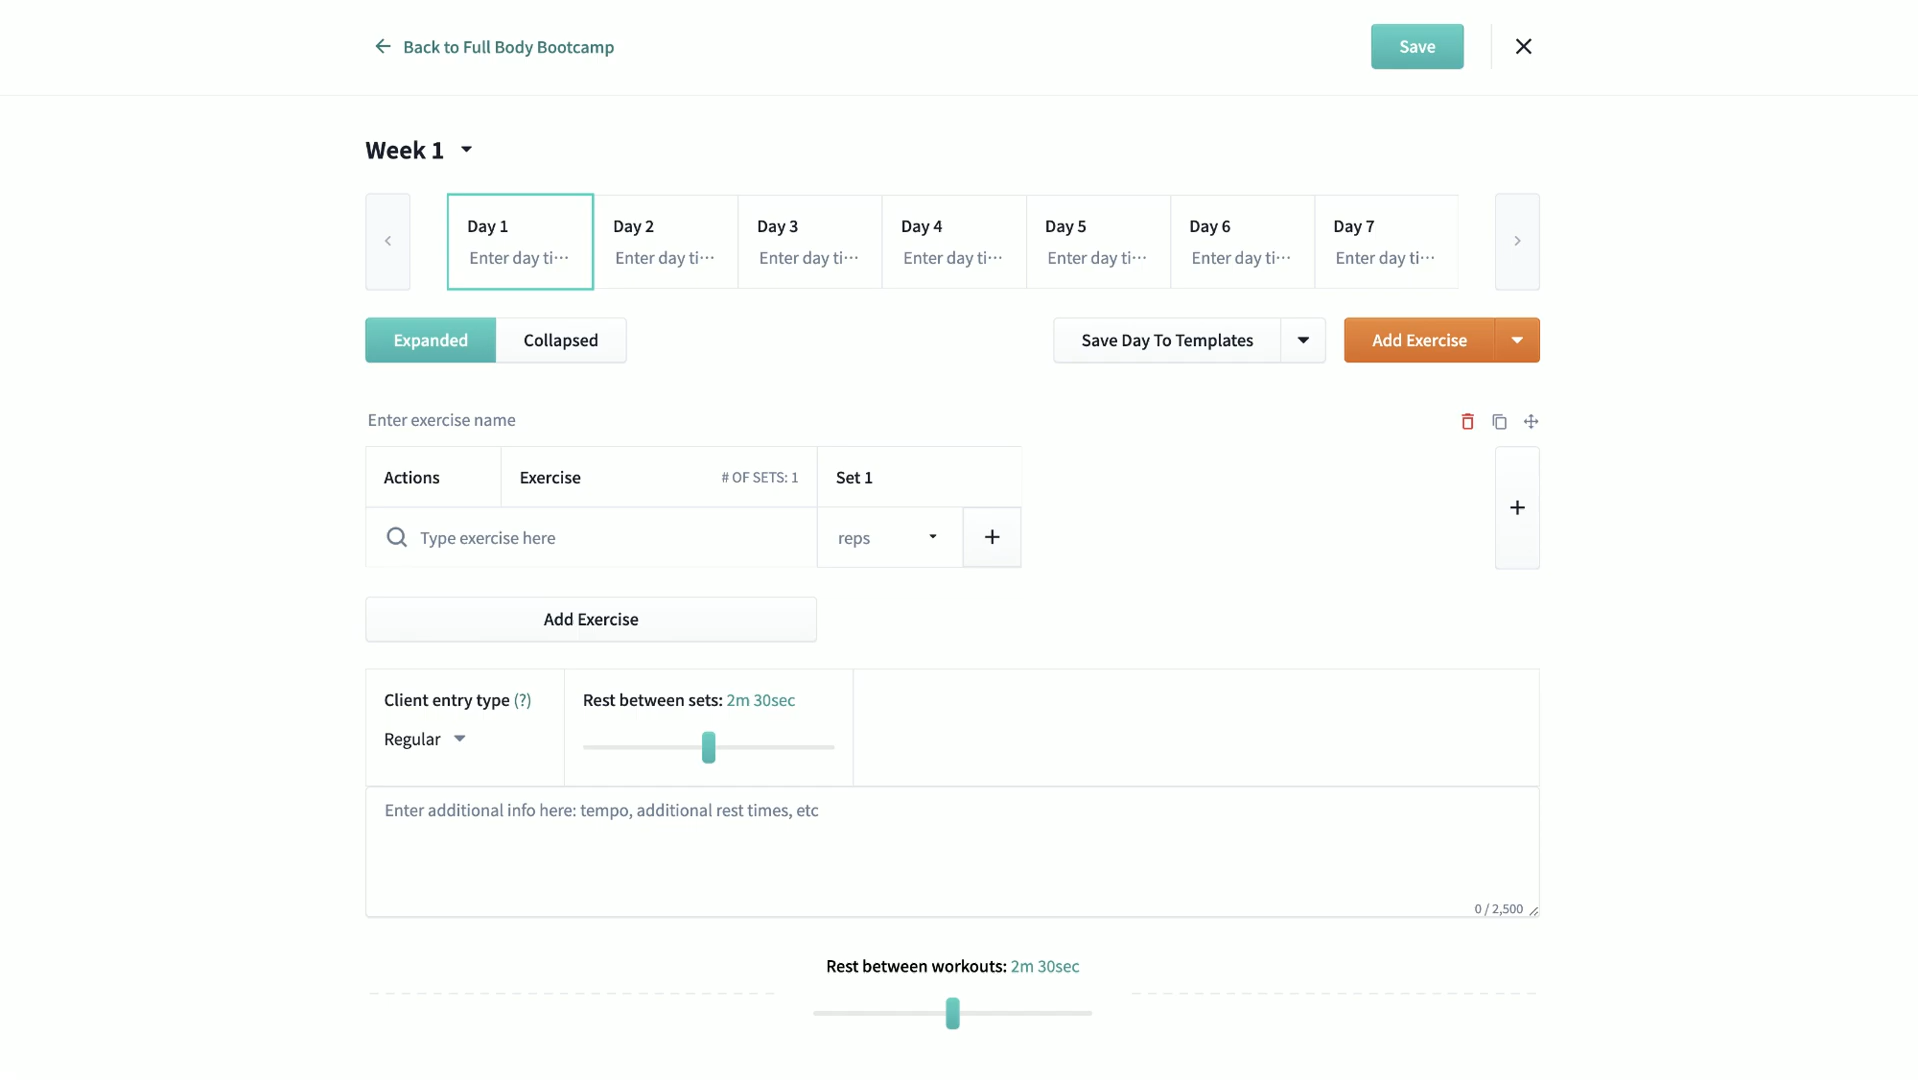 Back to Full Body Bootcamp
Save
Week 1
Day 1
Day 2
Day 3
Day 4
Day 5
Day 6
Day 7
Enter day ti···
Enter day ti···
Enter day ti···
Enter day ti···
Enter day ti···
Enter day ti···
Enter day ti···
Expanded
Collapsed
Save Day To Templates
Add Exercise
Enter exercise name
Actions
Exercise
# OF SETS: 1
Set 1
Type exercise here
reps
Add Exercise
Client entry type (?)
Rest between sets: 2m 30sec
Regular
Enter additional info here: tempo, additional rest times, etc
0 / 2,500
Rest between workouts: 2m 30sec